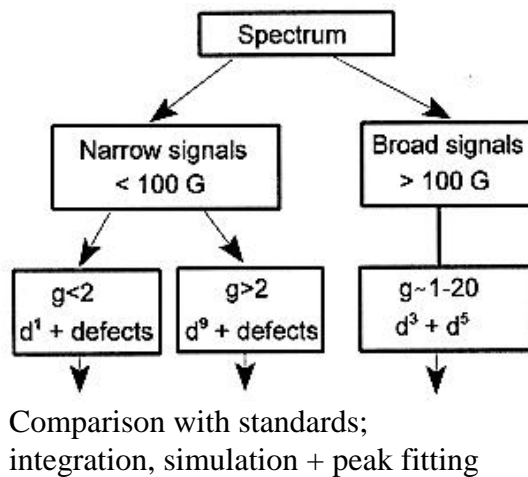 Spectrum
Narrow signals
< 100 G
Broad signals
> 100 G
g<2
d¹ + defects
g>2
d⁹ + defects
g~1-20
d³ + d⁵
Comparison with standards;
integration, simulation + peak fitting